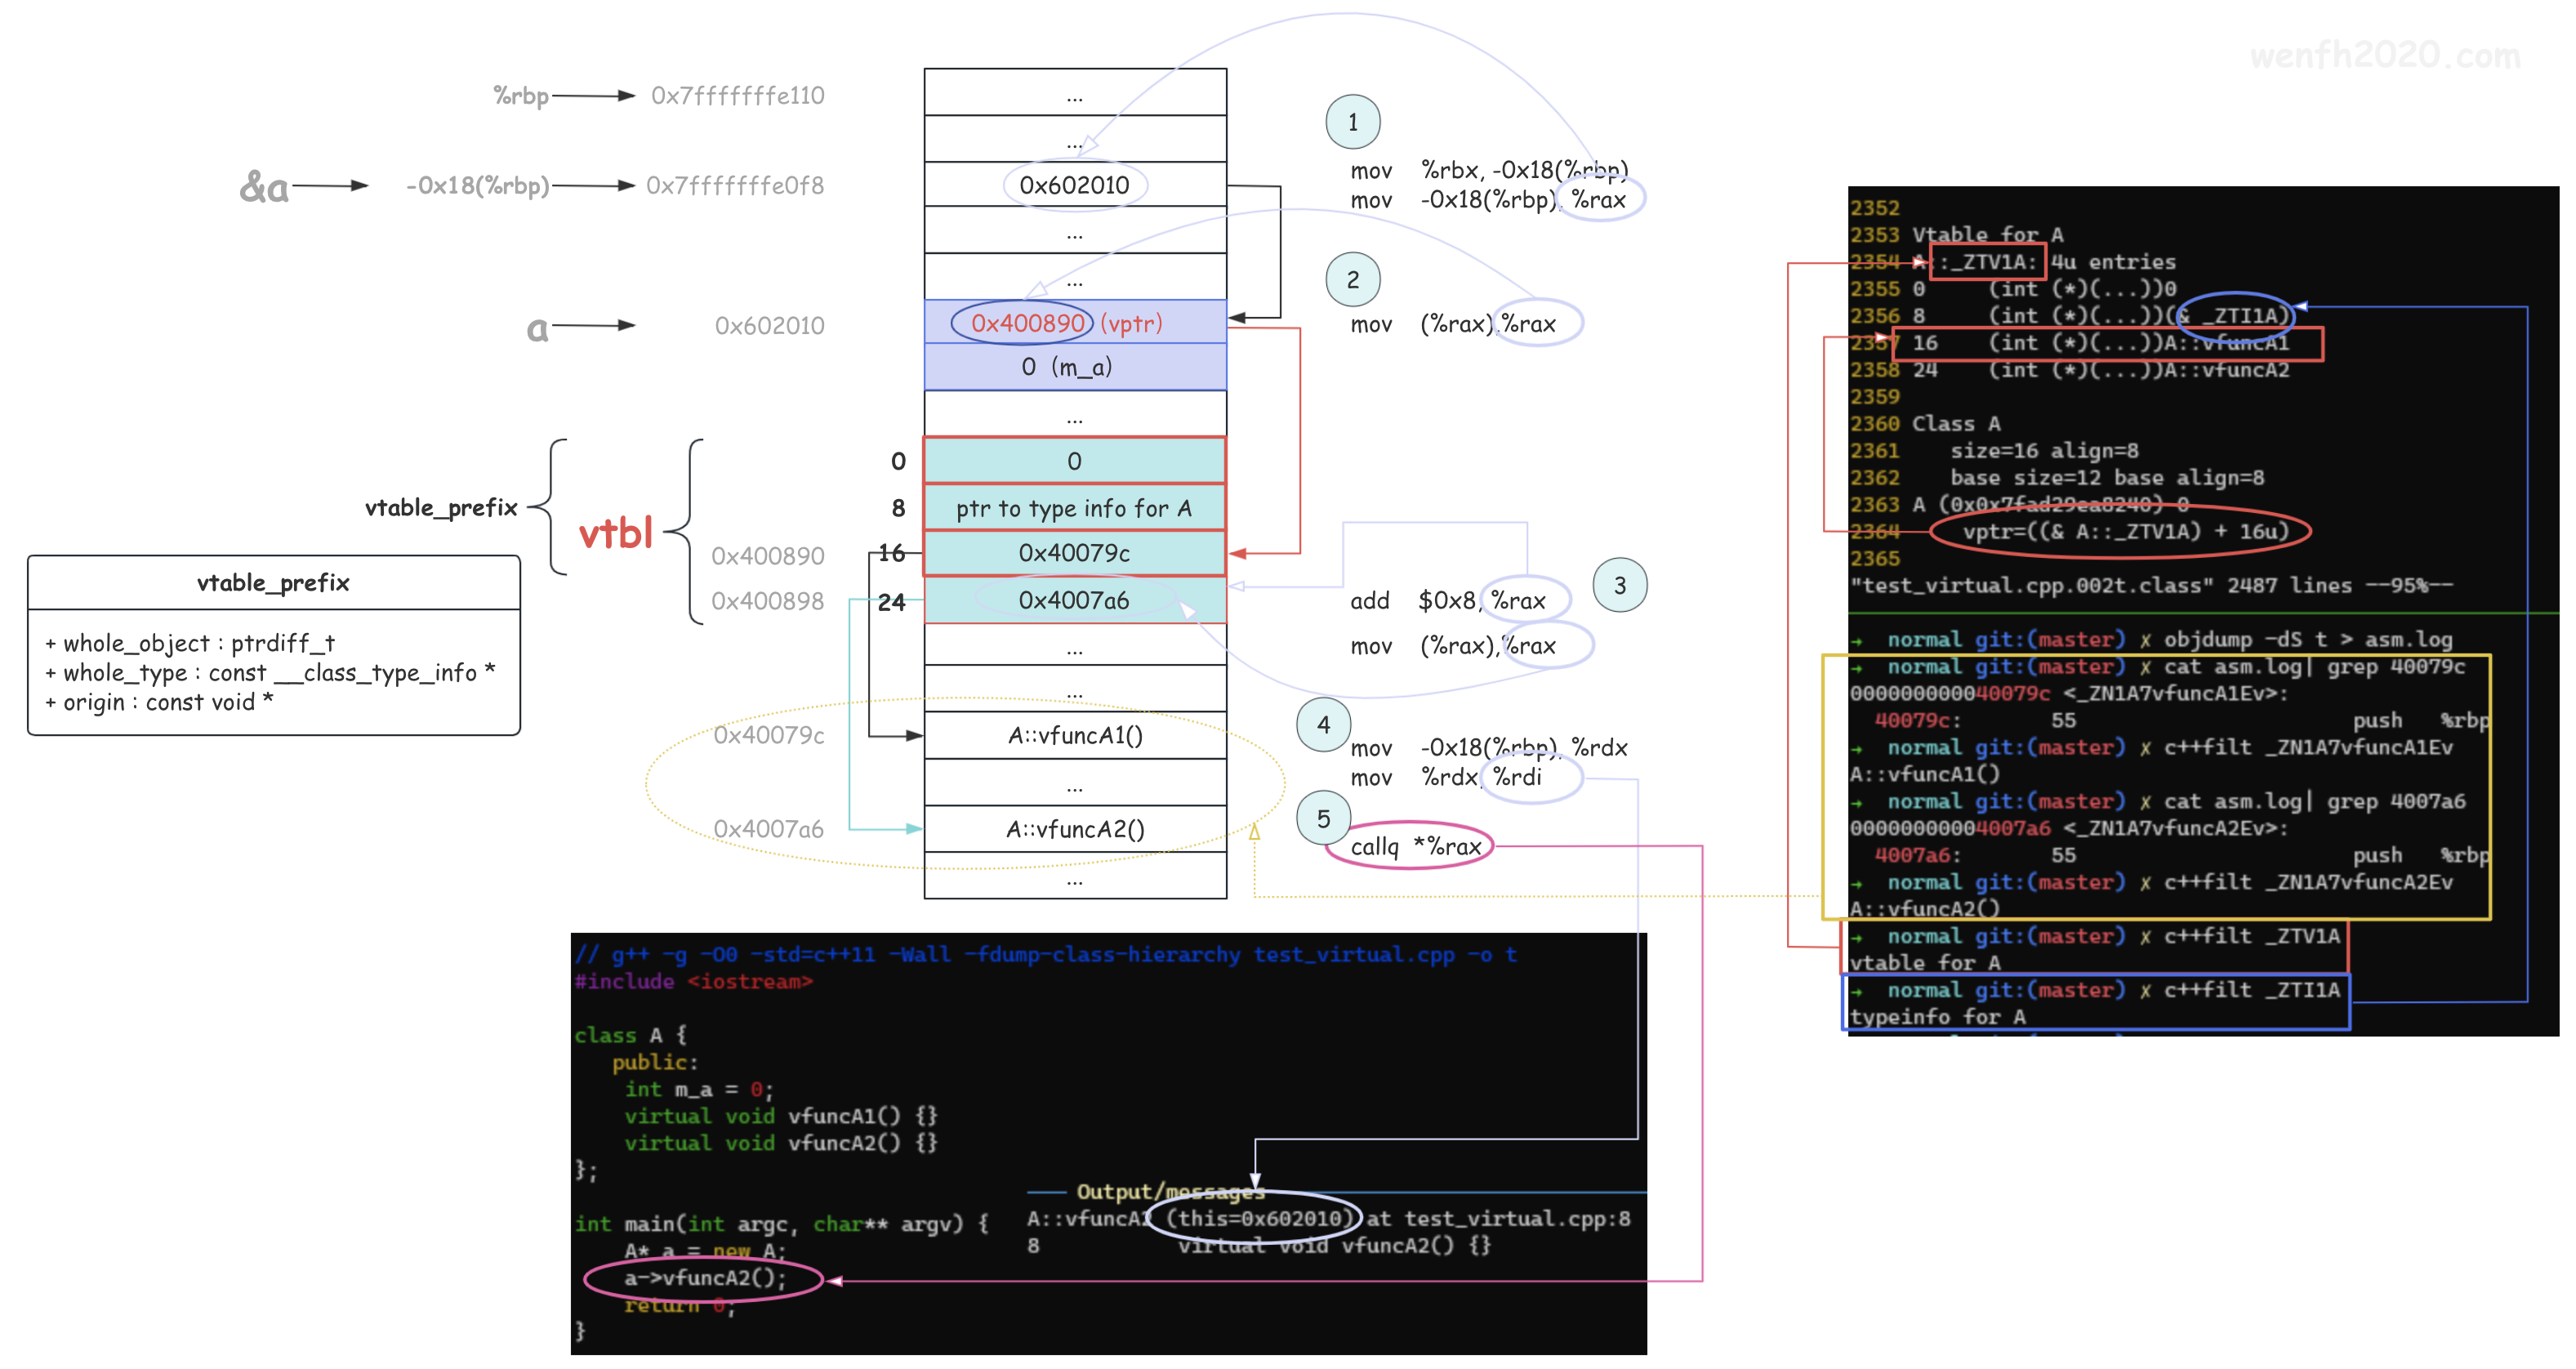 wenfh2020.com
%rbp
0x7fffffffe110
...
...
&a
-0x18(%rbp)
0x7fffffffe0f8
0x602010
...
...
a
0x602010
0x400890 (vptr)
0 (m_a)
...
vtable_prefix
vtbl
0
0
8
ptr to type info for A
0x400890
16
0x40079c
0x400898
24
0x4007a6
...
...
0x40079c
A::vfuncA1()
...
0x4007a6
A::vfuncA2()
...
vtable_prefix
+ whole_object : ptrdiff_t
+ whole_type : const __class_type_info *
+ origin : const void *
1
mov %rbx, -0x18(%rbp)
mov -0x18(%rbp), %rax
2
mov (%rax),%rax
3
add $0x8, %rax
mov (%rax),%rax
4
mov -0x18(%rbp), %rdx
mov %rdx, %rdi
5
callq *%rax
2352
2353 Vtable for A
2354 A::_ZTV1A: 4u entries
2355 0 (int (*)(...))0
2356 8 (int (*)(...))(& _ZTI1A)
2357 16 (int (*)(...))A::vfuncA1
2358 24 (int (*)(...))A::vfuncA2
2359
2360 Class A
2361 size=16 align=8
2362 base size=12 base align=8
2363 A (0x0x7fad29ea8240) 0
2364 vptr=((& A::_ZTV1A) + 16u)
2365
"test_virtual.cpp.002t.class" 2487 lines --95%--
→ normal git:(master) ✗ objdump -dS t > asm.log
→ normal git:(master) ✗ cat asm.log| grep 40079c
000000000040079c <_ZN1A7vfuncA1Ev>:
40079c: 55 push %rbp
→ normal git:(master) ✗ c++filt _ZN1A7vfuncA1Ev
A::vfuncA1()
→ normal git:(master) ✗ cat asm.log| grep 4007a6
00000000004007a6 <_ZN1A7vfuncA2Ev>:
4007a6: 55 push %rbp
→ normal git:(master) ✗ c++filt _ZN1A7vfuncA2Ev
A::vfuncA2()
→ normal git:(master) ✗ c++filt _ZTV1A
vtable for A
→ normal git:(master) ✗ c++filt _ZTI1A
typeinfo for A
// g++ -g -O0 -std=c++11 -Wall -fdump-class-hierarchy test_virtual.cpp -o t
#include <iostream>
class A {
public:
int m_a = 0;
virtual void vfuncA1() {}
virtual void vfuncA2() {}
};
int main(int argc, char** argv) {
A* a = new A;
a->vfuncA2();
return 0;
}
Output/messages
A::vfuncA2 (this=0x602010) at test_virtual.cpp:8
8 virtual void vfuncA2() {}